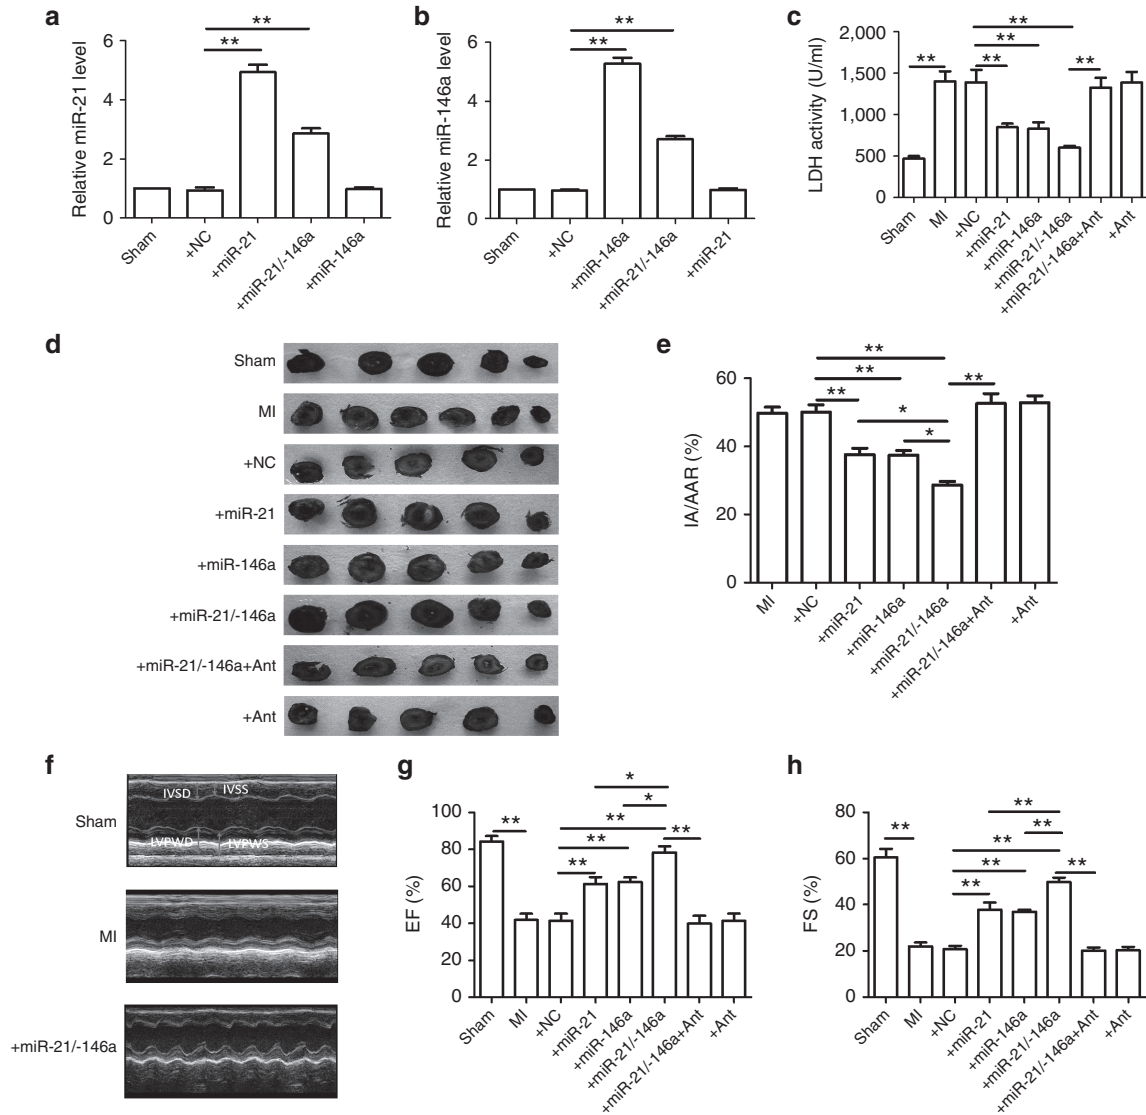 a
Relative miR-21 level
6
4
2
0
**
**
Sham
+NC
+miR-21
+miR-21/-146a
+miR-146a
b
Relative miR-146a level
6
4
2
0
**
**
Sham
+NC
+miR-146a
+miR-21/-146a
+miR-21
c
LDH activity (U/ml)
2,000
1,500
1,000
500
0
**
**
**
**
**
Sham
MI
+NC
+miR-21
+miR-146a
+miR-21/-146a
+miR-21/-146a+Ant
+Ant
d
Sham
MI
+NC
+miR-21
+miR-146a
+miR-21/-146a
+miR-21/-146a+Ant
+Ant
e
IA/AAR (%)
60
40
20
0
**
**
**
**
*
*
MI
+NC
+miR-21
+miR-146a
+miR-21/-146a
+miR-21/-146a+Ant
+Ant
f
Sham
IVSD
IVSS
LVPWD
LVPWS
MI
+miR-21/-146a
g
EF (%)
100
80
60
40
20
0
*
*
**
**
**
**
**
Sham
MI
+NC
+miR-21
+miR-146a
+miR-21/-146a
+miR-21/-146a+Ant
+Ant
h
FS (%)
80
60
40
20
0
**
**
**
**
**
**
**
Sham
MI
+NC
+miR-21
+miR-146a
+miR-21/-146a
+miR-21/-146a+Ant
+Ant